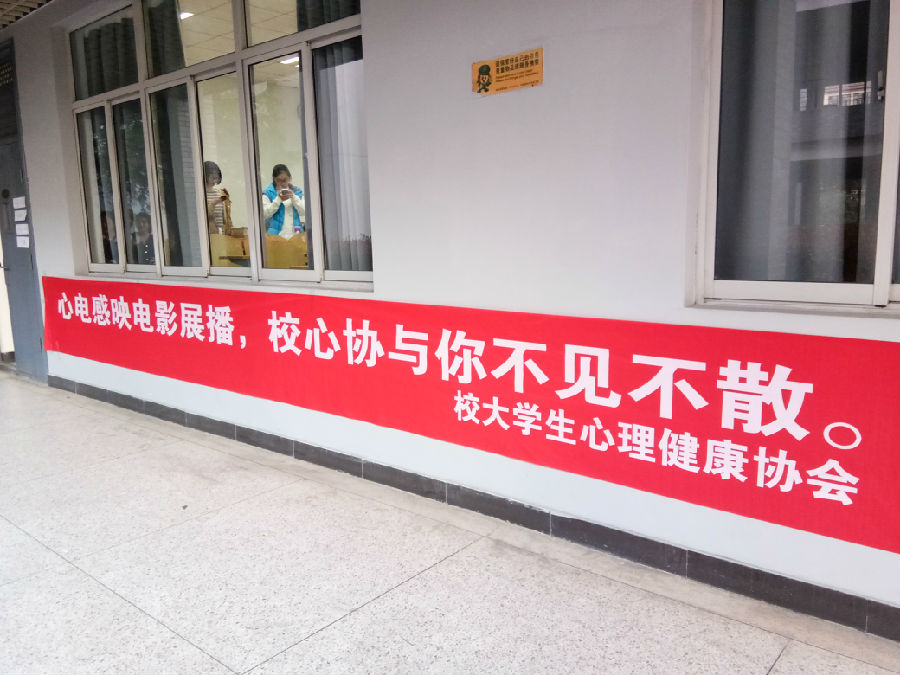 心电感映电影展播，校心协与你不见不散。
校大学生心理健康协会